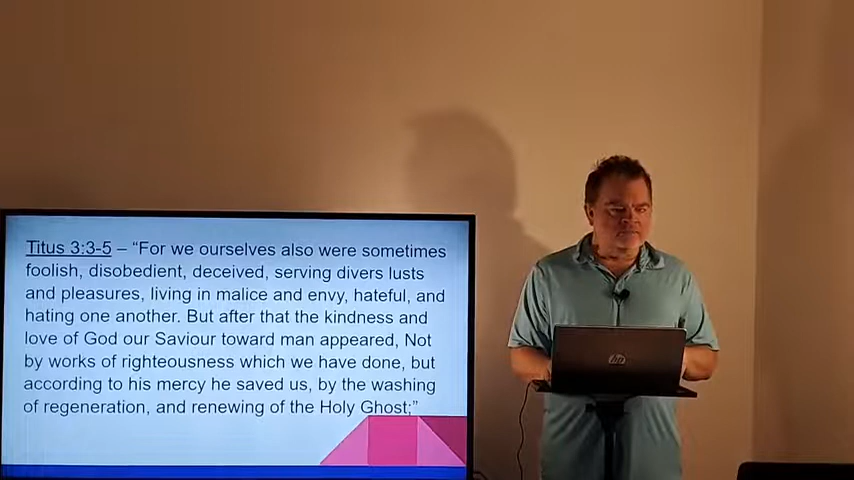 Titus 3:3-5 – “For we ourselves also were sometimes
foolish, disobedient, deceived, serving divers lusts
and pleasures, living in malice and envy, hateful, and
hating one another. But after that the kindness and
love of God our Saviour toward man appeared, Not
by works of righteousness which we have done, but
according to his mercy he saved us, by the washing
of regeneration, and renewing of the Holy Ghost;”
hp